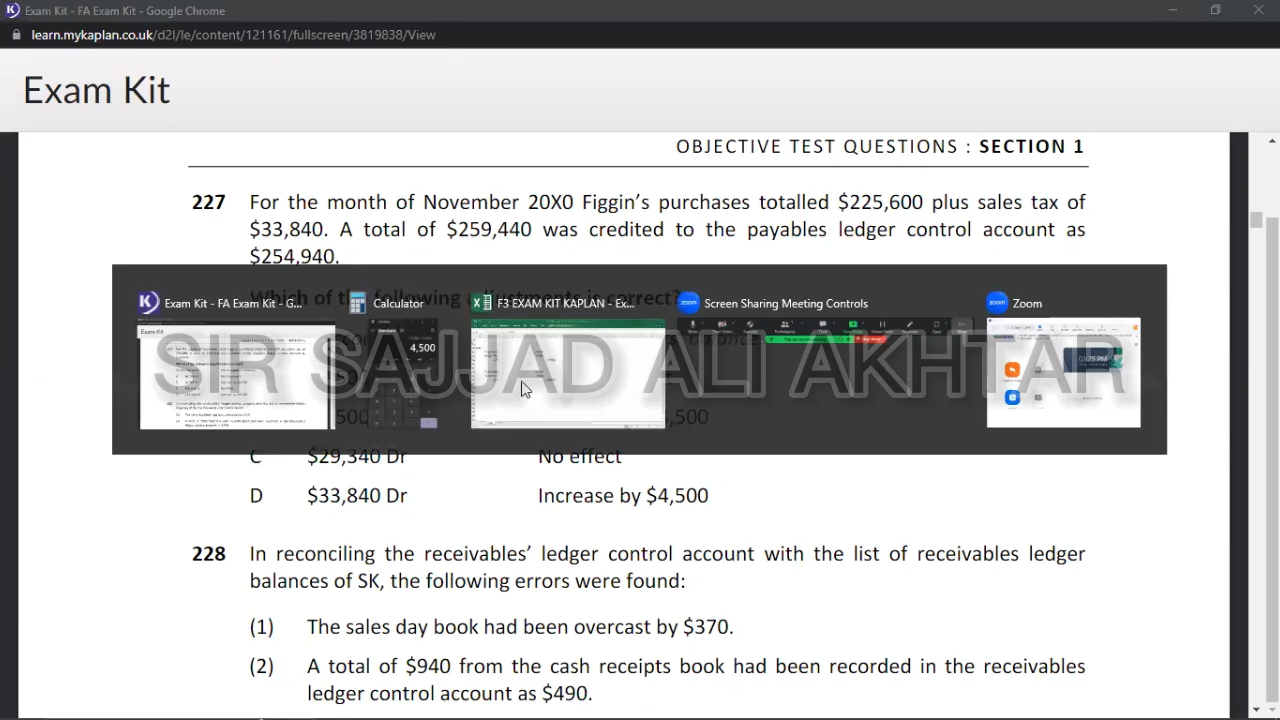 Exam Kit - FA Exam Kit - Google Chrome
learn.mykaplan.co.uk/d2l/le/content/121161/fullscreen/3819838/View
Exam Kit
OBJECTIVE TEST QUESTIONS : SECTION 1
227 For the month of November 20X0 Figgin's purchases totalled $225,600 plus sales tax of
$33,840. A total of $259,440 was credited to the payables ledger control account as
$254,940.
Which of the following adjustments is correct?
Exam Kit - FA Exam Kit - G...
Calculator
F3 EXAM KIT KAPLAN - Ex...
Screen Sharing Meeting Controls
Zoom
4,500
SIR SAJJAD ALI AKHTAR
C $29,340 Dr No effect
D $33,840 Dr Increase by $4,500
228 In reconciling the receivables' ledger control account with the list of receivables ledger
balances of SK, the following errors were found:
(1) The sales day book had been overcast by $370.
(2) A total of $940 from the cash receipts book had been recorded in the receivables
ledger control account as $490.